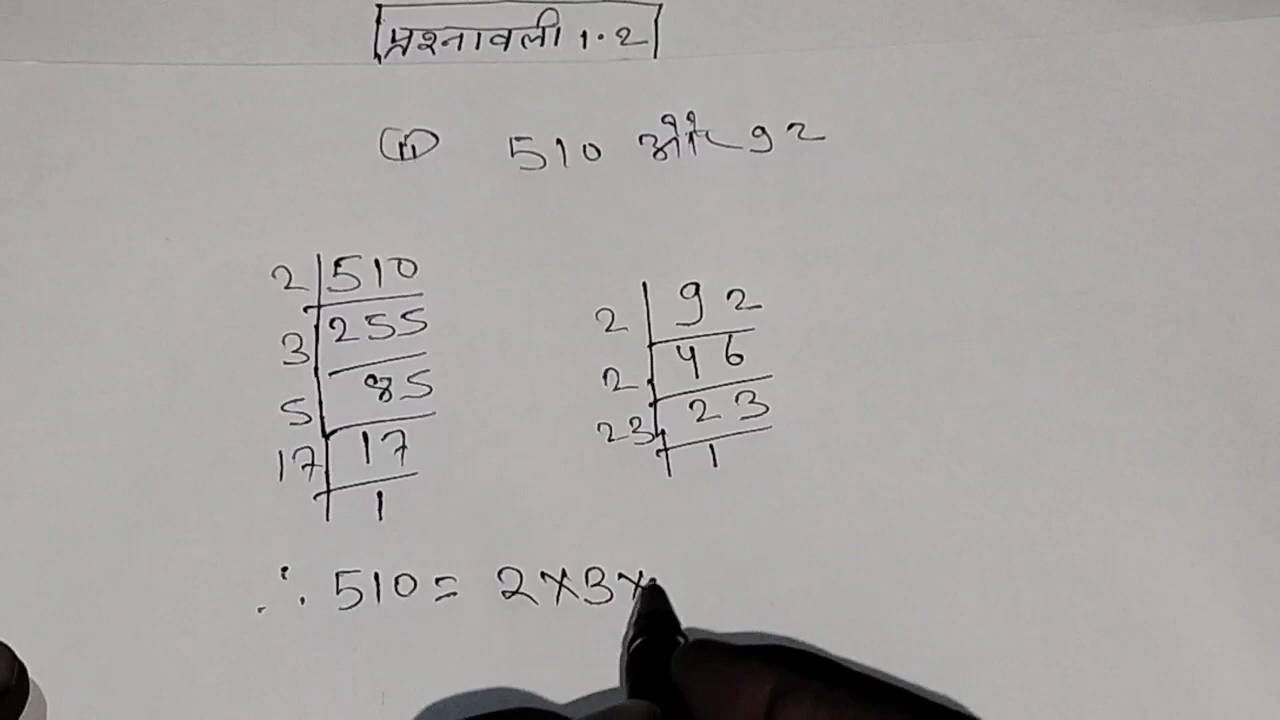 प्रश्नावली 1.2
(ii) 510 और 92
2 | 510
3 | 255
5 | 85
17 | 17
1
2 | 92
2 | 46
23 | 23
1
∴ 510 = 2×3×